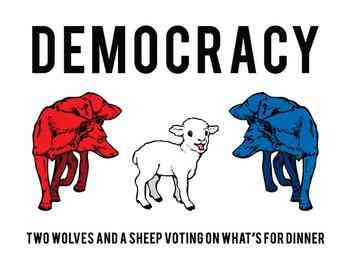 DEMOCRACY
TWO WOLVES AND A SHEEP VOTING ON WHAT'S FOR DINNER